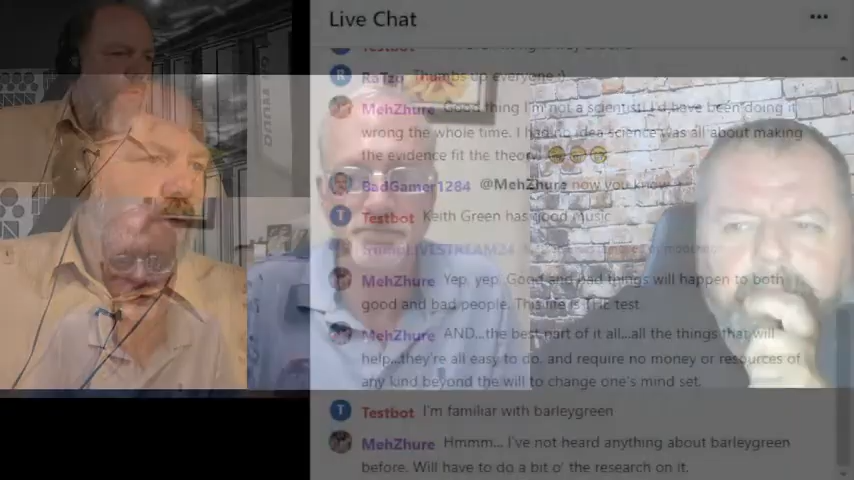 Live Chat
Testbot
RaTzo Thumbs up everyone :)
MehZhure Good thing I'm not a scientist! I'd have been doing it
wrong the whole time. I had no idea science was all about making
the evidence fit the theory!
BadGamer1284 @MehZhure now you know
T Testbot Keith Green has good music
MehZhure Yep, yep. Good and bad things will happen to both
good and bad people. This life is THE test.
MehZhure AND...the best part of it all...all the things that will
help...they're all easy to do, and require no money or resources of
any kind beyond the will to change one's mind set.
T Testbot I'm familiar with barleygreen
MehZhure Hmmm... I've not heard anything about barleygreen
before. Will have to do a bit o' the research on it.